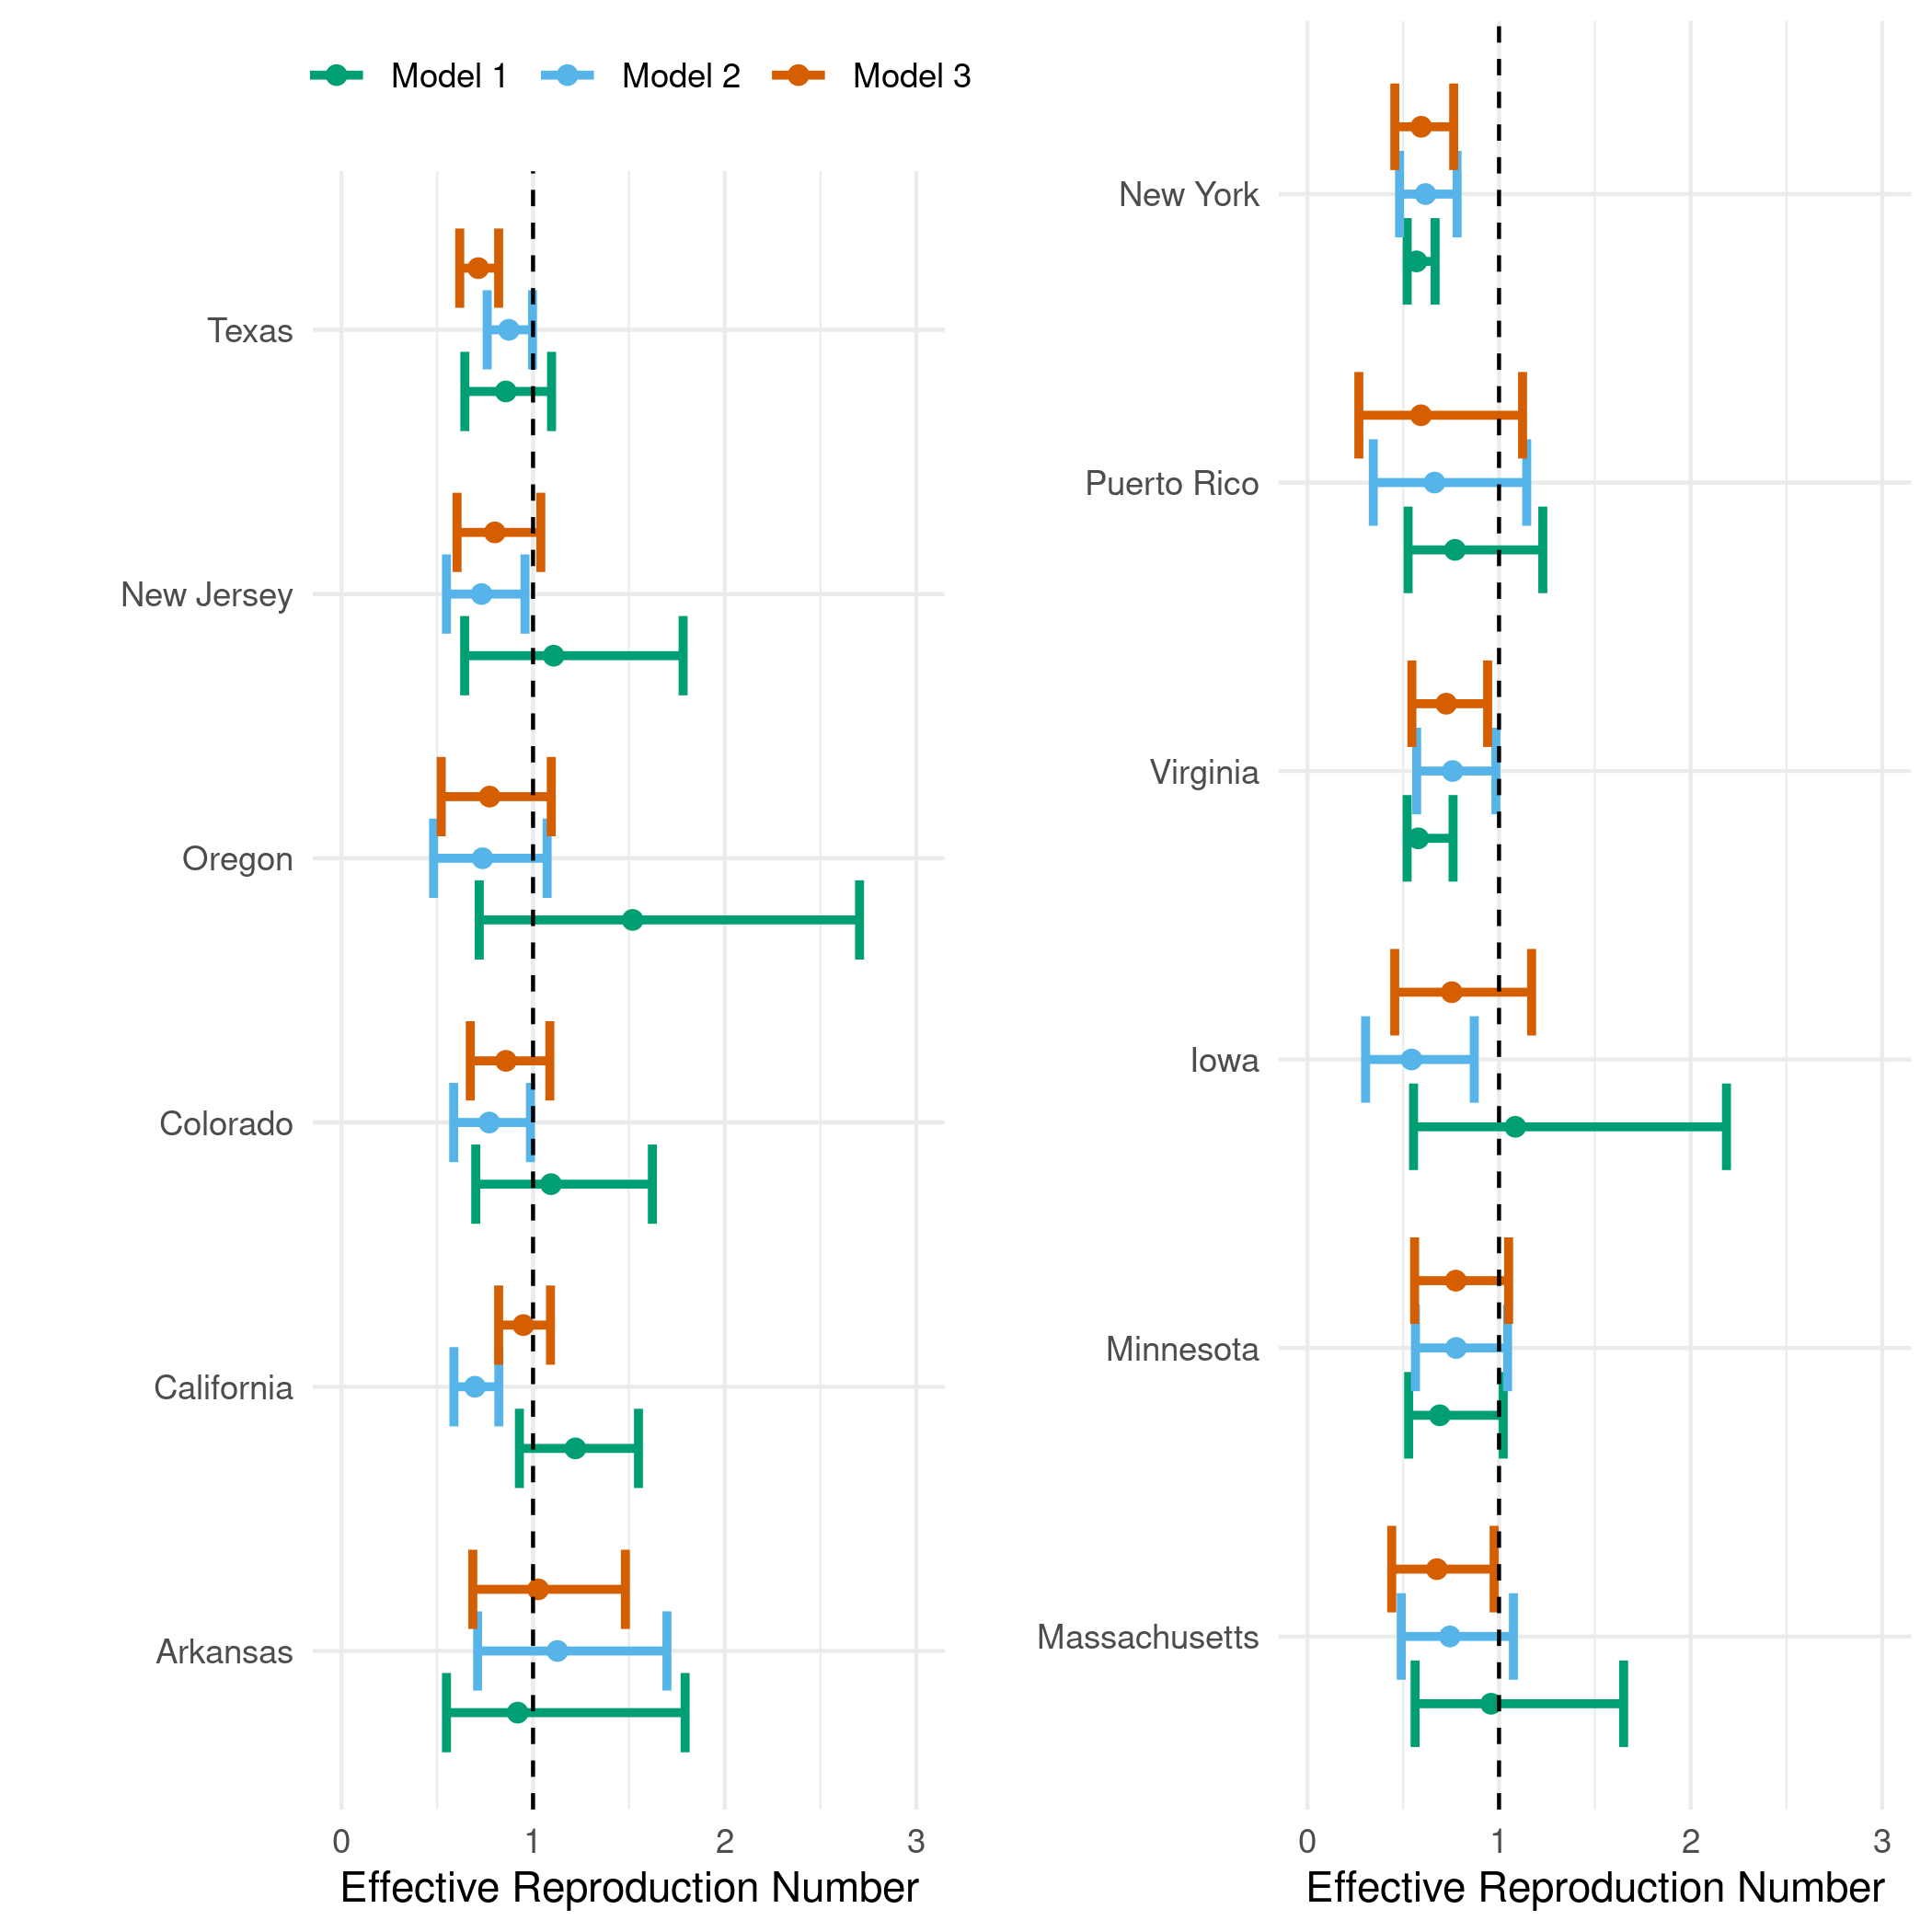 Model 1 Model 2 Model 3
Texas
New Jersey
Oregon
Colorado
California
Arkansas
0 1 2 3
Effective Reproduction Number
New York
Puerto Rico
Virginia
Iowa
Minnesota
Massachusetts
0 1 2 3
Effective Reproduction Number